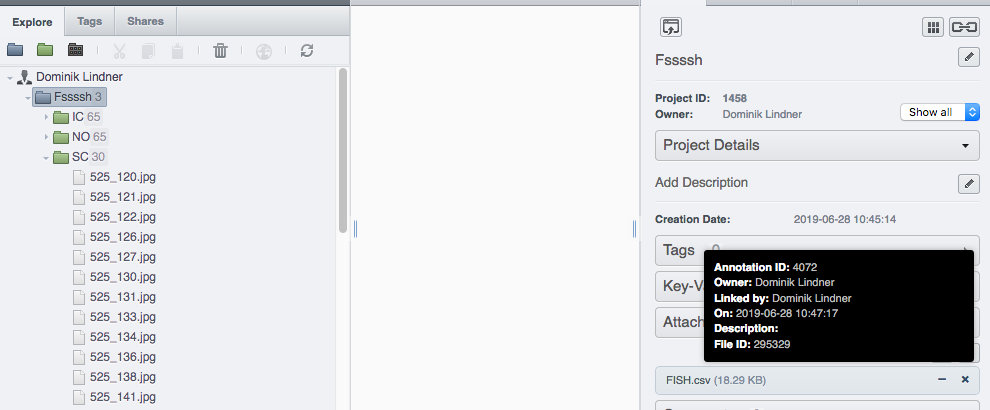 Explore Tags Shares
Dominik Lindner
Fssssh 3
IC 65
NO 65
SC 30
525_120.jpg
525_121.jpg
525_122.jpg
525_126.jpg
525_127.jpg
525_130.jpg
525_131.jpg
525_133.jpg
525_134.jpg
525_136.jpg
525_138.jpg
525_141.jpg
Fssssh
Project ID: 1458
Owner: Dominik Lindner
Show all
Project Details
Add Description
Creation Date: 2019-06-28 10:45:14
Tags
Key-Va
Attach
Annotation ID: 4072
Owner: Dominik Lindner
Linked by: Dominik Lindner
On: 2019-06-28 10:47:17
Description:
File ID: 295329
FISH.csv (18.29 KB)